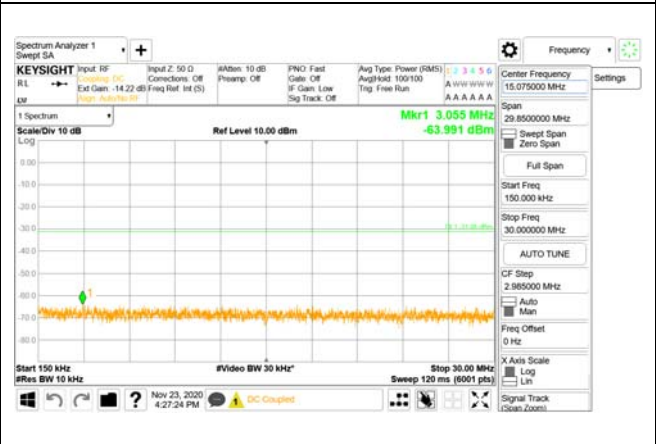 Spectrum Analyzer 1
Swept SA
Frequency
Settings
KEYSIGHT
RL
Input: RF
Coupling: DC
Ext Gain: -14.22 dB
Align: Auto/No RF
Input Z: 50 Ω
Corrections: Off
Freq Ref: Int (S)
#Atten: 10 dB
Preamp: Off
PNO: Fast
Gate: Off
IF Gain: Low
Sig Track: Off
Avg Type: Power (RMS)
Avg|Hold: 100/100
Trig: Free Run
1 2 3 4 5 6
A W W W W W
A A A A A A
1 Spectrum
Scale/Div 10 dB
Log
Ref Level 10.00 dBm
Mkr1 3.055 MHz
-63.991 dBm
0.00
-10.0
-20.0
-30.0
-40.0
-50.0
-60.0
-70.0
-80.0
1
Start 150 kHz
#Res BW 10 kHz
#Video BW 30 kHz*
Stop 30.00 MHz
Sweep 120 ms (6001 pts)
Center Frequency
15.075000 MHz
Span
29.8500000 MHz
Swept Span
Zero Span
Full Span
Start Freq
150.000 kHz
Stop Freq
30.000000 MHz
AUTO TUNE
CF Step
2.985000 MHz
Auto
Man
Freq Offset
0 Hz
X Axis Scale
Log
Lin
Signal Track
(Span Zoom)
?
Nov 23, 2020
4:27:24 PM
1
DC Coupled